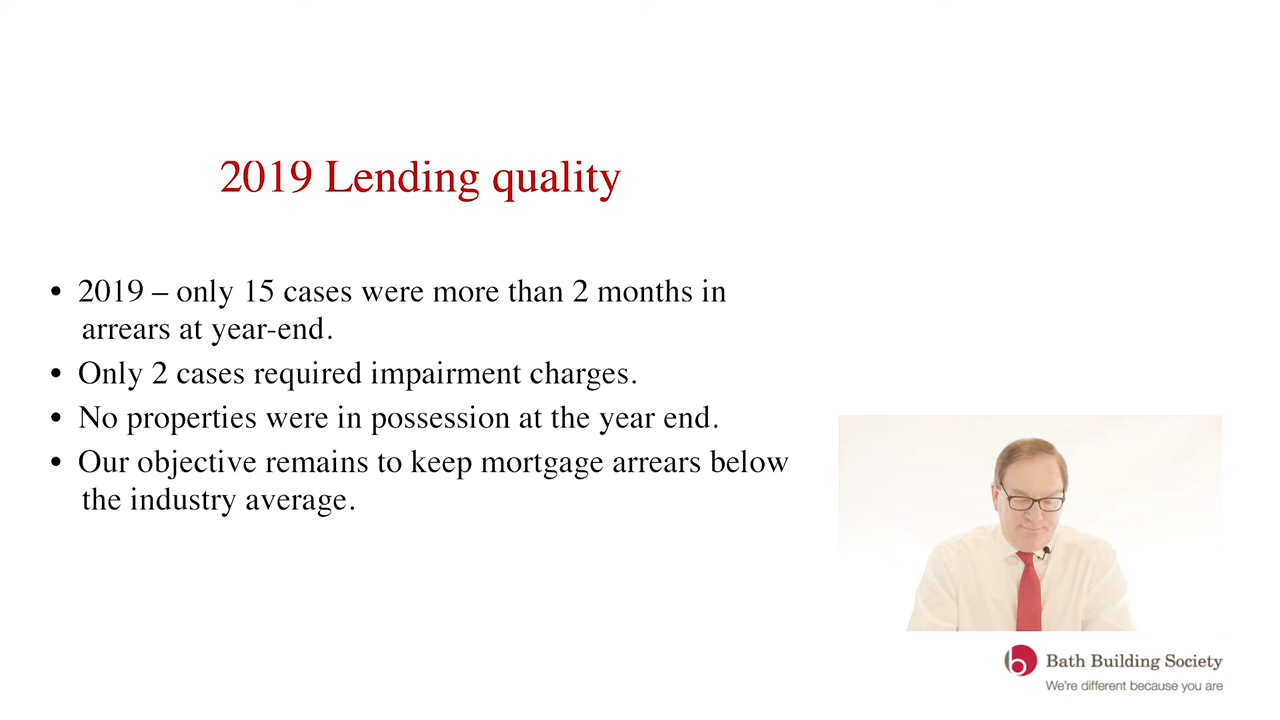 2019 Lending quality
• 2019 – only 15 cases were more than 2 months in
arrears at year-end.
• Only 2 cases required impairment charges.
• No properties were in possession at the year end.
• Our objective remains to keep mortgage arrears below
the industry average.
Bath Building Society
We're different because you are